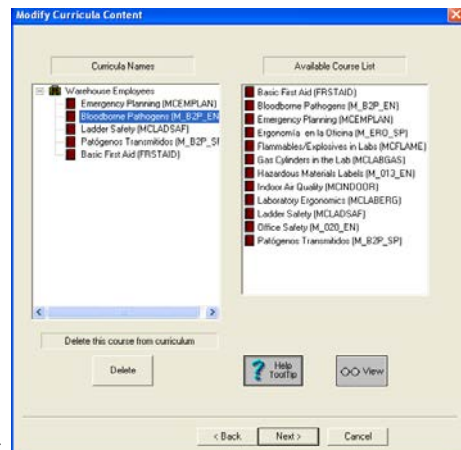 Modify Curricula Content
Curricula Names
Warehouse Employees
Emergency Planning (MCEMPLAN)
Bloodborne Pathogens (M_B2P_EN
Ladder Safety (MCLADSAF)
Patógenos Transmitidos (M_B2P_SF
Basic First Aid (FRSTAID)
Delete this course from curriculum
Delete
Available Course List
Basic First Aid (FRSTAID)
Bloodborne Pathogens (M_B2P_EN)
Emergency Planning (MCEMPLAN)
Ergonomía en la Oficina (M_ERO_SP)
Flammables/Explosives in Labs (MCFLAME)
Gas Cylinders in the Lab (MCLABGAS)
Hazardous Materials Labels (M_013_EN)
Indoor Air Quality (MCINDOOR)
Laboratory Ergonomics (MCLABERG)
Ladder Safety (MCLADSAF)
Office Safety (M_020_EN)
Patógenos Transmitidos (M_B2P_SP)
Help
ToolTip
View
< Back
Next >
Cancel